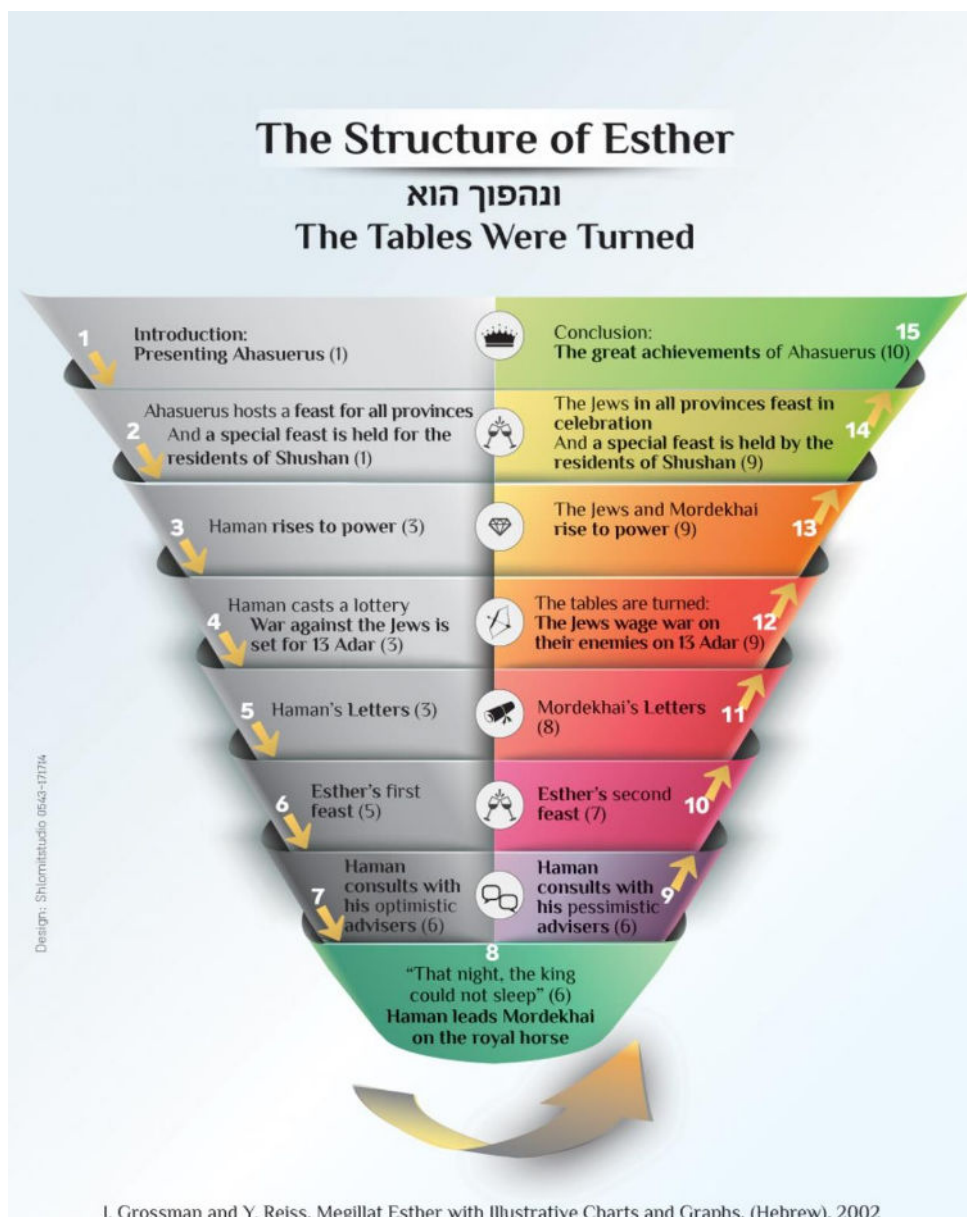 The Structure of Esther
ונהפוך הוא
The Tables Were Turned
1
Introduction:
Presenting Ahasuerus (1)
2
Ahasuerus hosts a feast for all provinces
And a special feast is held for the
residents of Shushan (1)
3
Haman rises to power (3)
4
Haman casts a lottery
War against the Jews is
set for 13 Adar (3)
5
Haman's Letters (3)
6
Esther's first
feast (5)
7
Haman
consults with
his optimistic
advisers (6)
8
"That night, the king
could not sleep" (6)
Haman leads Mordekhai
on the royal horse
9
Haman
consults with
his pessimistic
advisers (6)
10
Esther's second
feast (7)
11
Mordekhai's Letters
(8)
12
The tables are turned:
The Jews wage war on
their enemies on 13 Adar (9)
13
The Jews and Mordekhai
rise to power (9)
14
The Jews in all provinces feast in
celebration
And a special feast is held by the
residents of Shushan (9)
15
Conclusion:
The great achievements of Ahasuerus (10)
Design: Shlomitstudio 0543-171714
J. Grossman and Y. Reiss, Megillat Esther with Illustrative Charts and Graphs, (Hebrew), 2002